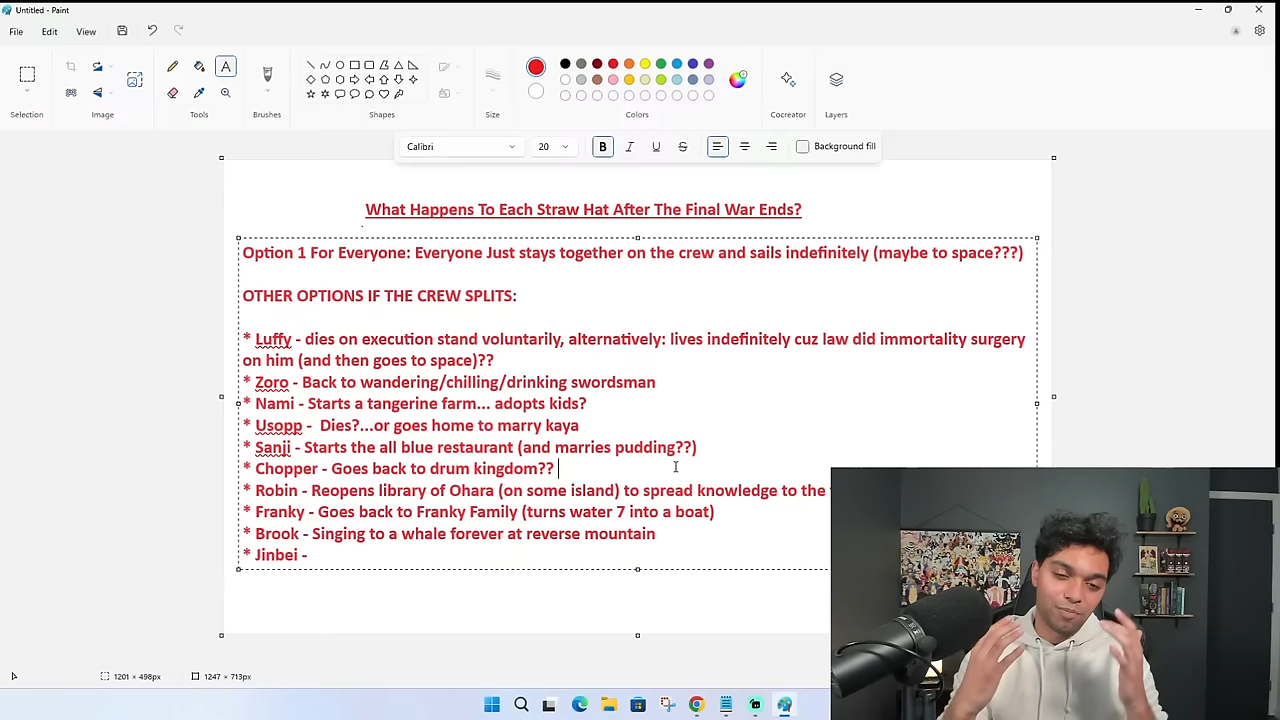 Untitled - Paint
File Edit View
Selection
Image
Tools
Brushes
Shapes
Size
Colors
Cocreator
Layers
Calibri 20 B I U S Background fill
What Happens To Each Straw Hat After The Final War Ends?
Option 1 For Everyone: Everyone Just stays together on the crew and sails indefinitely (maybe to space???)
OTHER OPTIONS IF THE CREW SPLITS:
* Luffy - dies on execution stand voluntarily, alternatively: lives indefinitely cuz law did immortality surgery
on him (and then goes to space)??
* Zoro - Back to wandering/chilling/drinking swordsman
* Nami - Starts a tangerine farm... adopts kids?
* Usopp - Dies?...or goes home to marry kaya
* Sanji - Starts the all blue restaurant (and marries pudding??)
* Chopper - Goes back to drum kingdom??
* Robin - Reopens library of Ohara (on some island) to spread knowledge to the
* Franky - Goes back to Franky Family (turns water 7 into a boat)
* Brook - Singing to a whale forever at reverse mountain
* Jinbei -
1201 × 498px 1247 × 713px